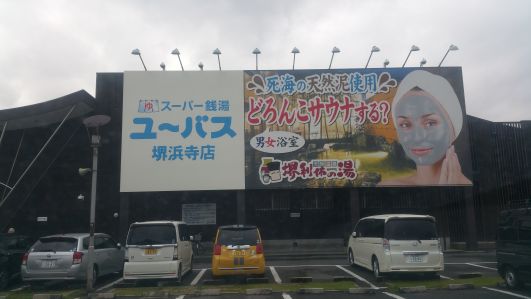 ゆ
スーパー銭湯
ユ～バス
堺浜寺店
死海の天然泥使用
どろんこサウナする?
男女浴室
堺利休の湯